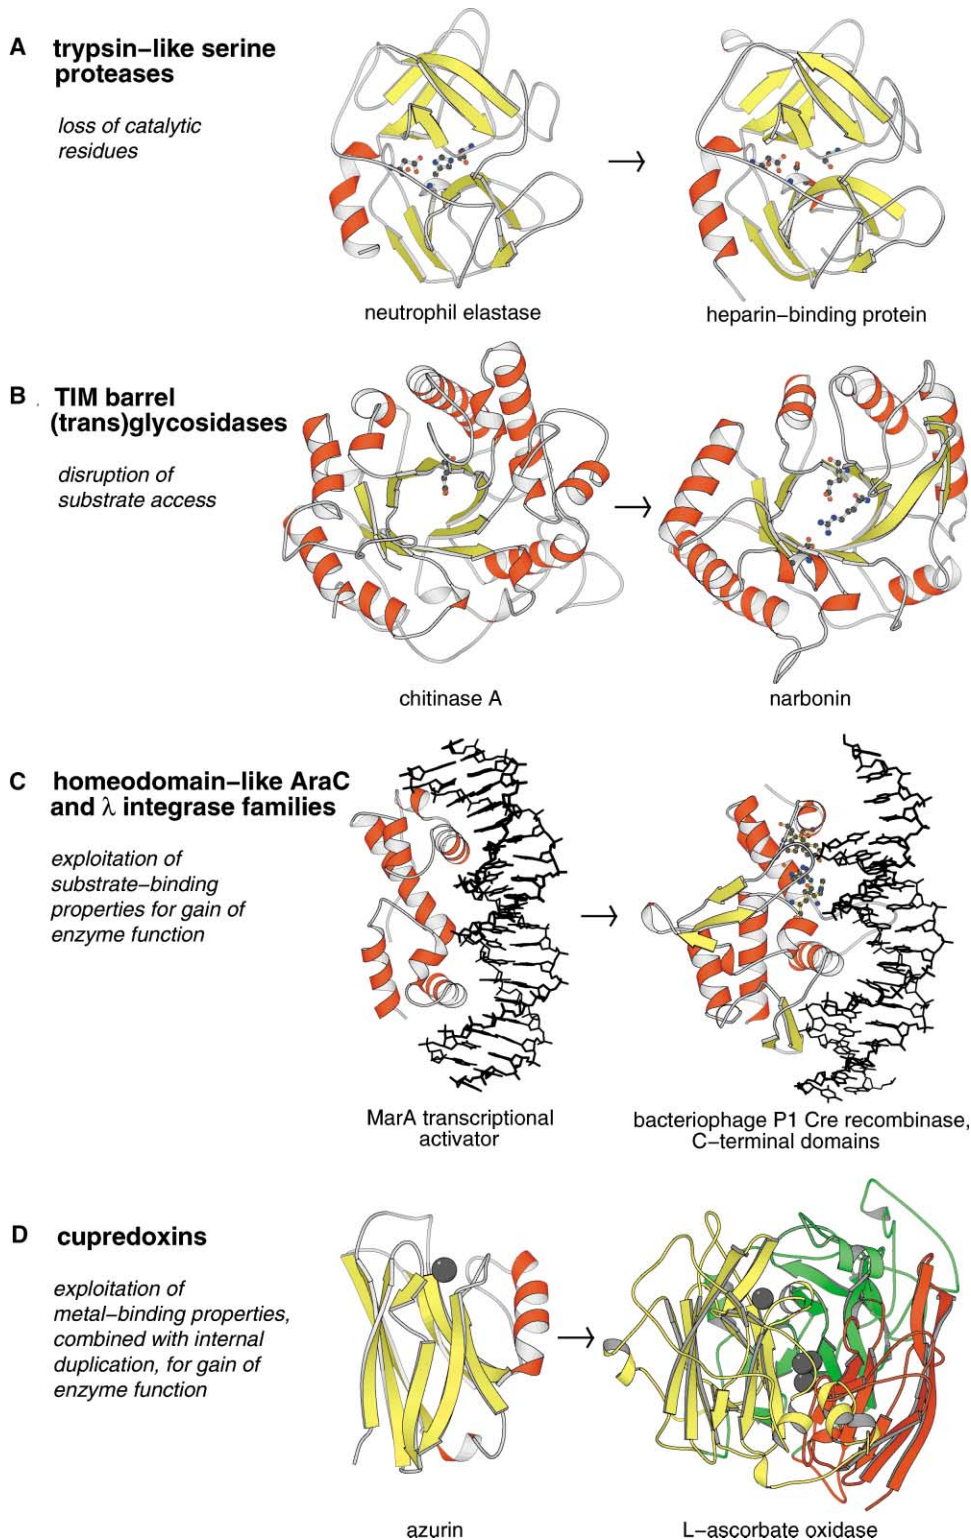 A trypsin–like serine
proteases
loss of catalytic
residues
neutrophil elastase
heparin–binding protein
B TIM barrel
(trans)glycosidases
disruption of
substrate access
chitinase A
narbonin
C homeodomain–like AraC
and λ integrase families
exploitation of
substrate–binding
properties for gain of
enzyme function
MarA transcriptional
activator
bacteriophage P1 Cre recombinase,
C–terminal domains
D cupredoxins
exploitation of
metal–binding properties,
combined with internal
duplication, for gain of
enzyme function
azurin
L–ascorbate oxidase